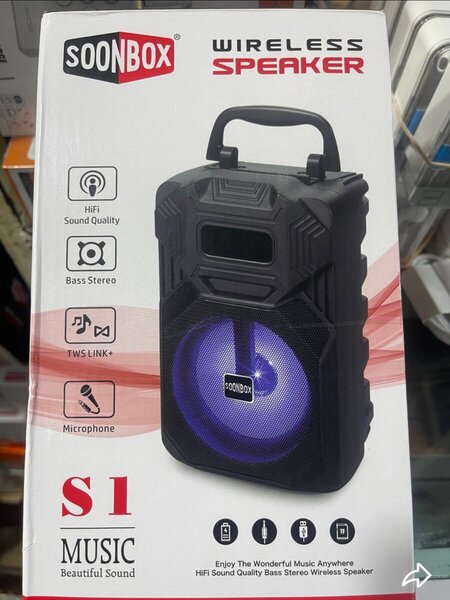 SOONBOX®
WIRELESS
SPEAKER
HiFi
Sound Quality
Bass Stereo
TWS LINK+
Microphone
SOONBOX
S1
MUSIC
Beautiful Sound
TF
Enjoy The Wonderful Music Anywhere
HiFi Sound Quality Bass Stereo Wireless Speaker